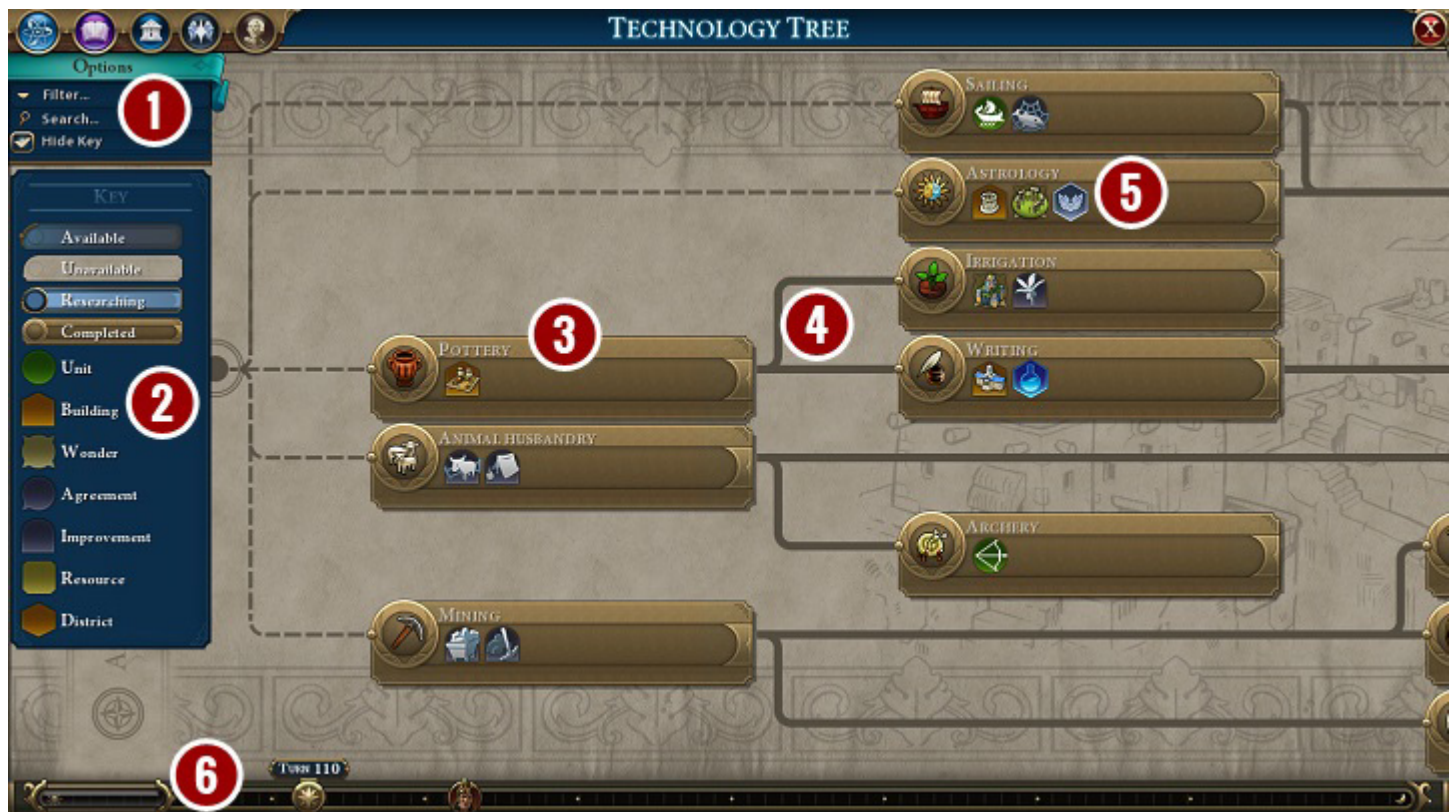 TECHNOLOGY TREE
X
Options
Filter...
Search...
Hide Key
1
KEY
Available
Unavailable
Researching
Completed
Unit
Building
2
Wonder
Agreement
Improvement
Resource
District
SAILING
ASTROLOGY
5
IRRIGATION
4
WRITING
POTTERY
3
ANIMAL HUSBANDRY
ARCHERY
MINING
6
TURN 110